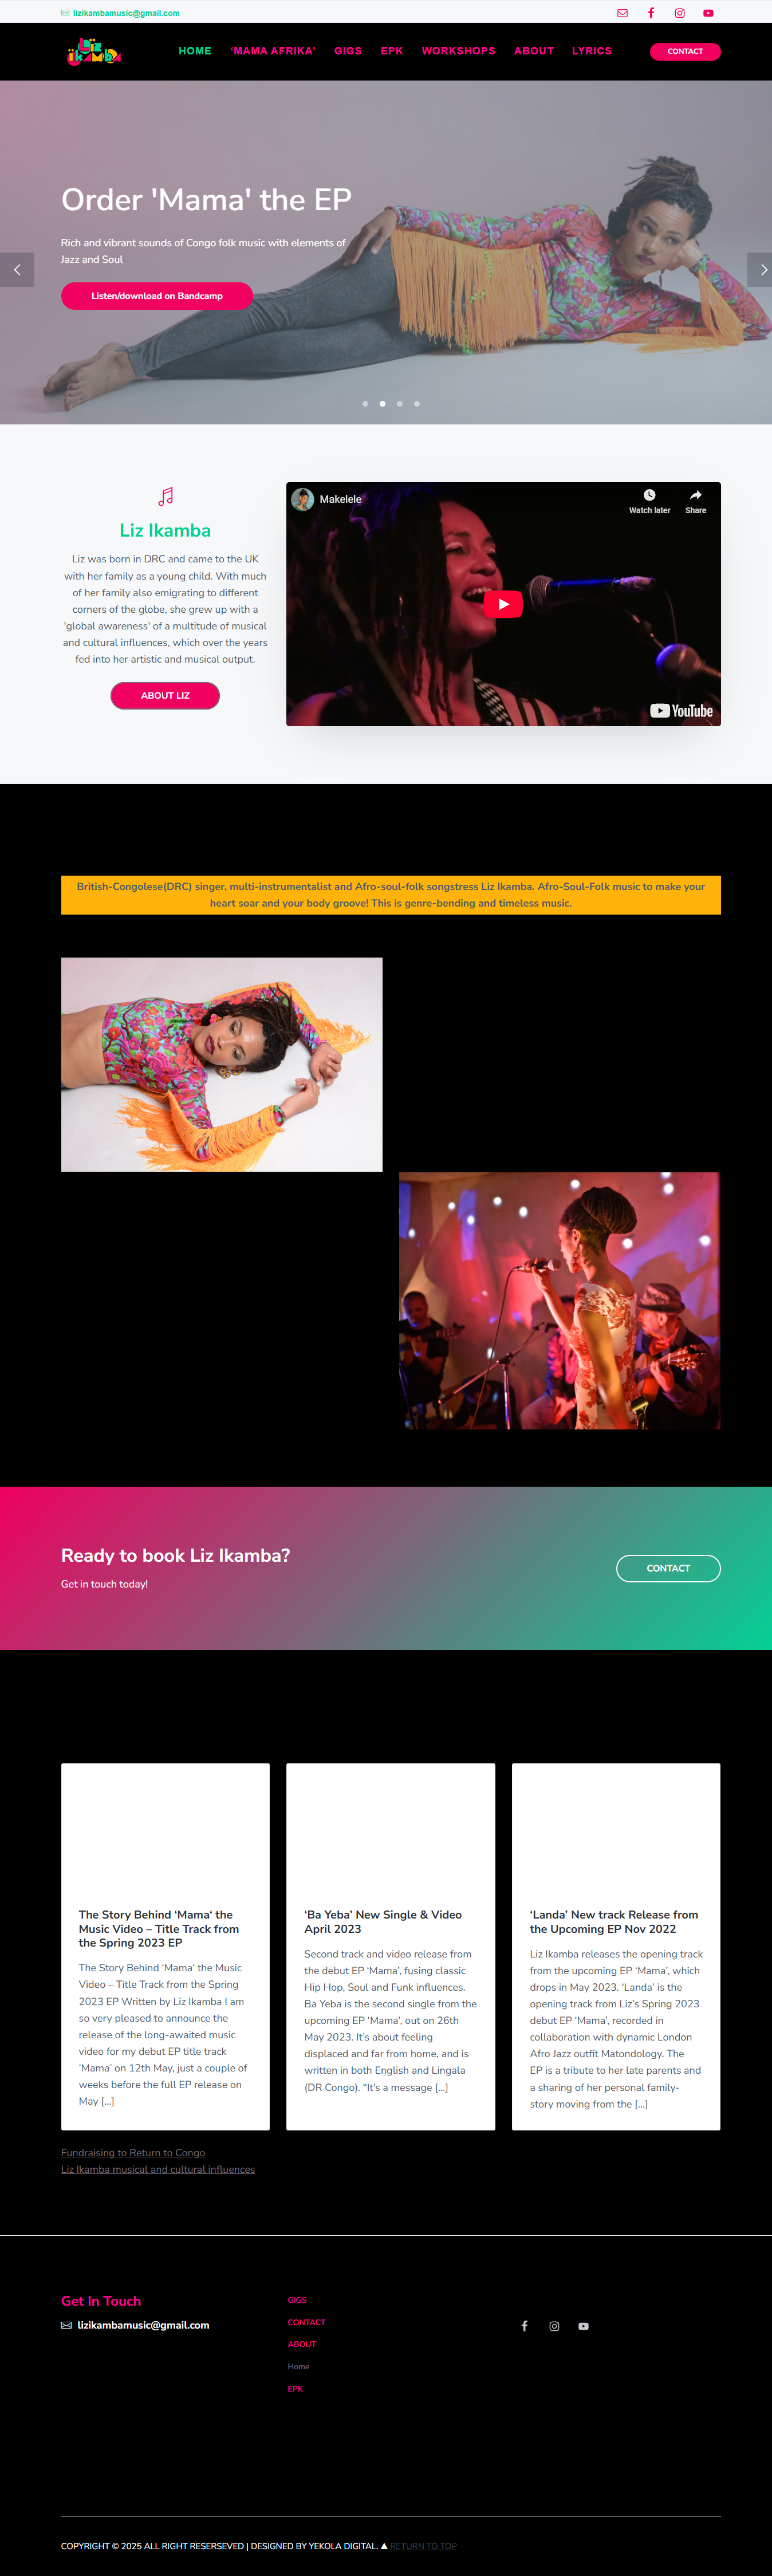 lizikambamusic@gmail.com
Liz
ikamba
HOME
‘MAMA AFRIKA’
GIGS
EPK
WORKSHOPS
ABOUT
LYRICS
CONTACT
Order 'Mama' the EP
Rich and vibrant sounds of Congo folk music with elements of
Jazz and Soul
Listen/download on Bandcamp
Liz Ikamba
Liz was born in DRC and came to the UK
with her family as a young child. With much
of her family also emigrating to different
corners of the globe, she grew up with a
'global awareness' of a multitude of musical
and cultural influences, which over the years
fed into her artistic and musical output.
ABOUT LIZ
Makelele
Watch later
Share
YouTube
British-Congolese(DRC) singer, multi-instrumentalist and Afro-soul-folk songstress Liz Ikamba. Afro-Soul-Folk music to make your
heart soar and your body groove! This is genre-bending and timeless music.
Ready to book Liz Ikamba?
Get in touch today!
CONTACT
The Story Behind ‘Mama‘ the
Music Video – Title Track from
the Spring 2023 EP
The Story Behind ‘Mama‘ the Music
Video – Title Track from the Spring
2023 EP Written by Liz Ikamba I am
so very pleased to announce the
release of the long-awaited music
video for my debut EP title track
‘Mama’ on 12th May, just a couple of
weeks before the full EP release on
May [...]
‘Ba Yeba’ New Single & Video
April 2023
Second track and video release from
the debut EP ‘Mama’, fusing classic
Hip Hop, Soul and Funk influences.
Ba Yeba is the second single from the
upcoming EP ‘Mama’, out on 26th
May 2023. It’s about feeling
displaced and far from home, and is
written in both English and Lingala
(DR Congo). “It’s a message [...]
‘Landa’ New track Release from
the Upcoming EP Nov 2022
Liz Ikamba releases the opening track
from the upcoming EP ‘Mama’, which
drops in May 2023. ‘Landa’ is the
opening track from Liz’s Spring 2023
debut EP ‘Mama’, recorded in
collaboration with dynamic London
Afro Jazz outfit Matondology. The
EP is a tribute to her late parents and
a sharing of her personal family-
story moving from the [...]
Fundraising to Return to Congo
Liz Ikamba musical and cultural influences
Get In Touch
lizikambamusic@gmail.com
GIGS
CONTACT
ABOUT
Home
EPK
COPYRIGHT © 2025 ALL RIGHT RESERSEVED | DESIGNED BY YEKOLA DIGITAL. ▲ RETURN TO TOP